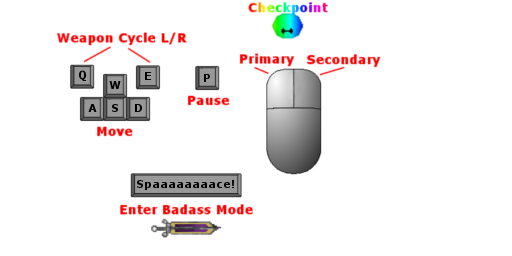 Checkpoint
Weapon Cycle L/R
Primary Secondary
Q W E P
A S D
Pause
Move
Spaaaaaaaace!
Enter Badass Mode